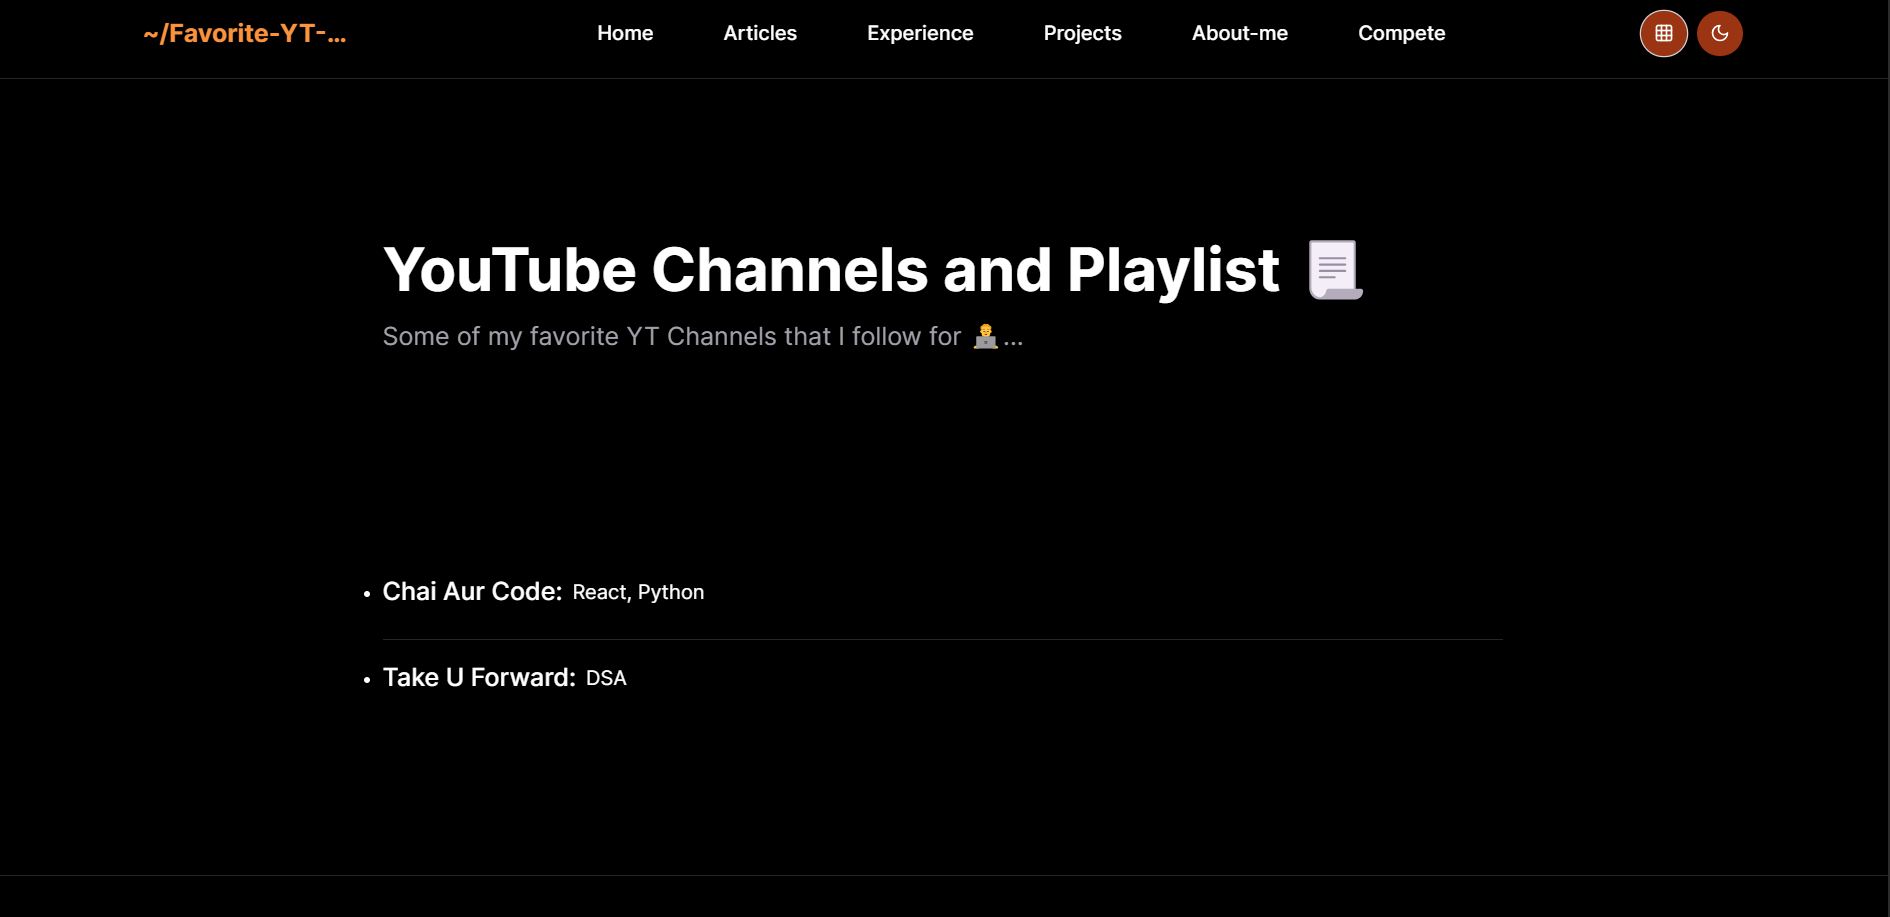 ~/Favorite-YT-...
Home Articles Experience Projects About-me Compete
YouTube Channels and Playlist 📃
Some of my favorite YT Channels that I follow for 🧑‍💻...
• Chai Aur Code: React, Python
• Take U Forward: DSA